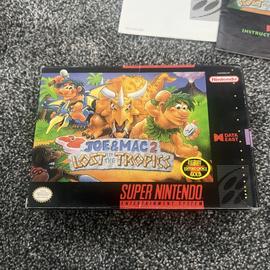 INSTRUCT
Nintendo
JOE & MAC 2
LOST IN THE TROPICS
DATA
EAST
SUPER NINTENDO
ENTERTAINMENT SYSTEM